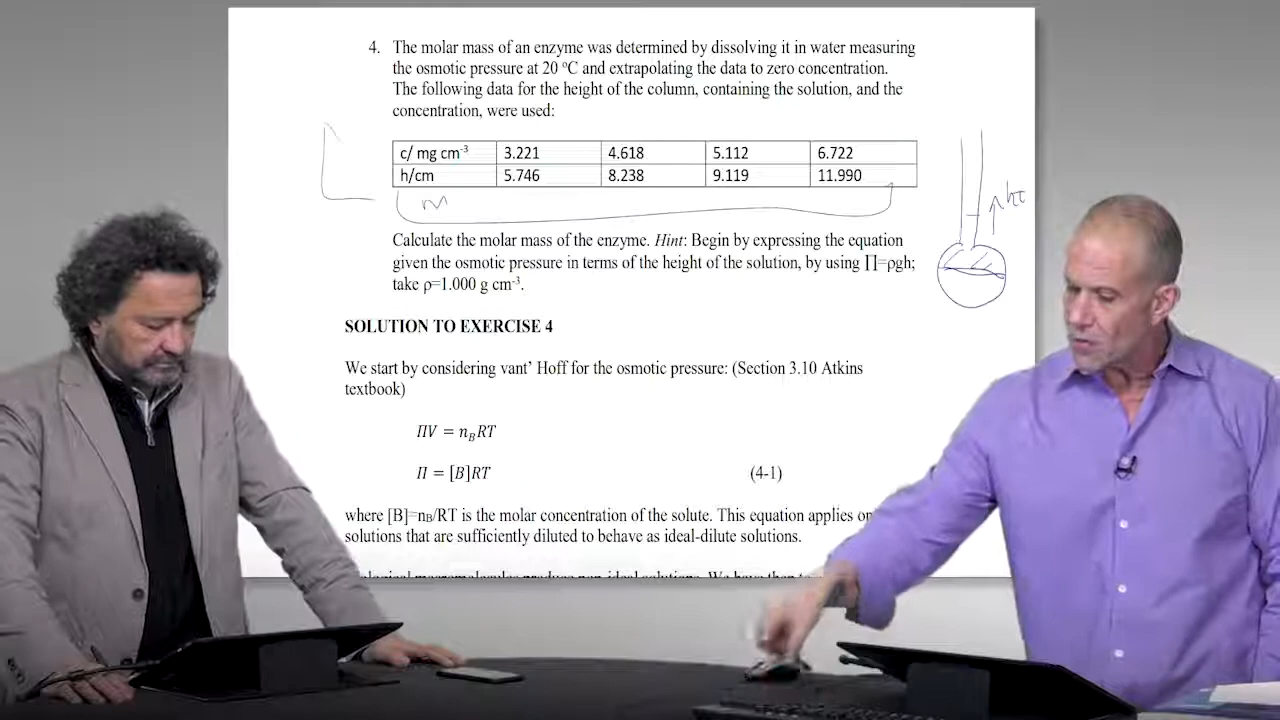 4. The molar mass of an enzyme was determined by dissolving it in water measuring
the osmotic pressure at 20 ºC and extrapolating the data to zero concentration.
The following data for the height of the column, containing the solution, and the
concentration, were used:
c/ mg cm⁻³ 3.221 4.618 5.112 6.722
h/cm 5.746 8.238 9.119 11.990
m
Calculate the molar mass of the enzyme. Hint: Begin by expressing the equation
given the osmotic pressure in terms of the height of the solution, by using ∏=ρgh;
take ρ=1.000 g cm⁻³.
SOLUTION TO EXERCISE 4
We start by considering vant’ Hoff for the osmotic pressure: (Section 3.10 Atkins
textbook)
ΠV = n_BRT
Π = [B]RT (4-1)
where [B]=n_B/RT is the molar concentration of the solute. This equation applies
solutions that are sufficiently diluted to behave as ideal-dilute solutions.